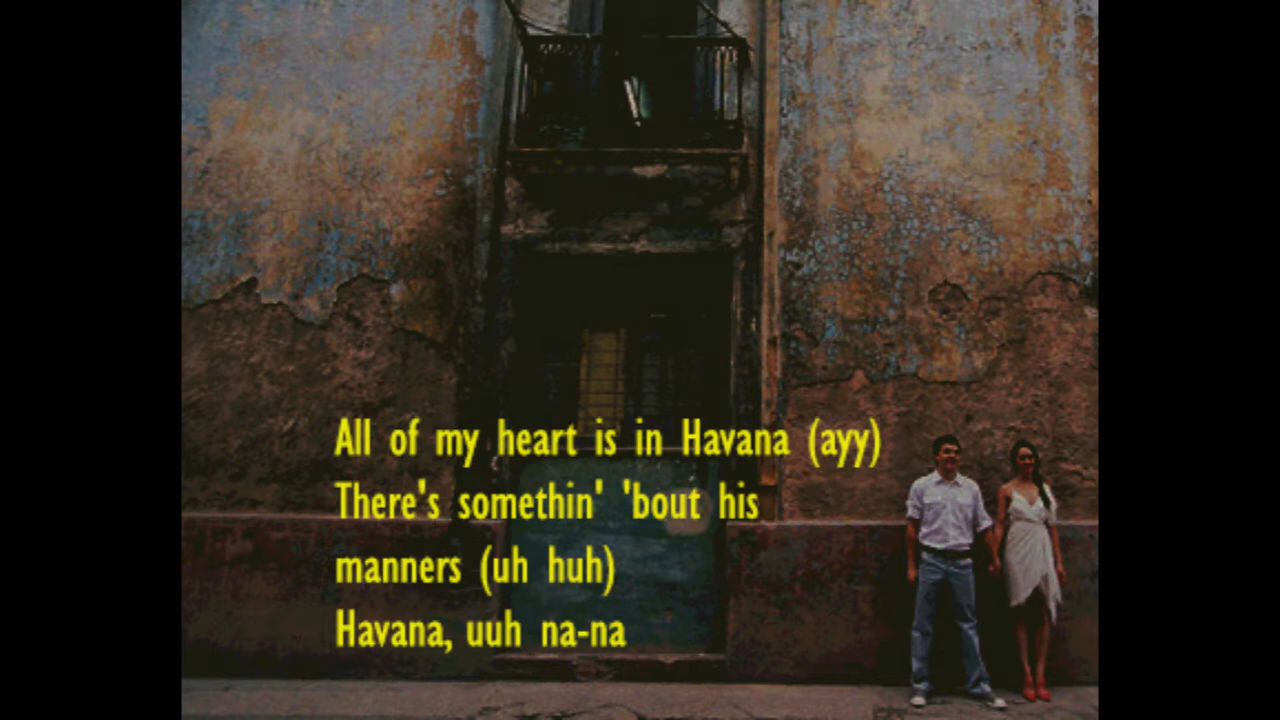 All of my heart is in Havana (ayy)
There's somethin' 'bout his
manners (uh huh)
Havana, uuh na-na